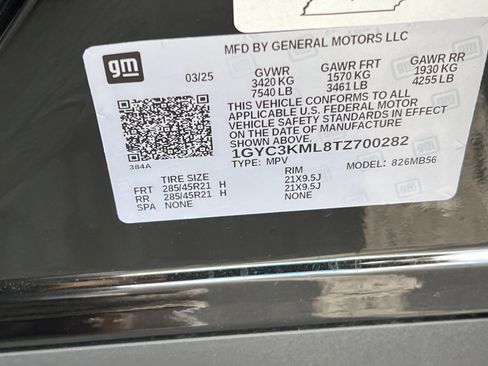 gm
MFD BY GENERAL MOTORS LLC
03/25 GVWR GAWR FRT GAWR RR
3420 KG 1570 KG 1930 KG
7540 LB 3461 LB 4255 LB
THIS VEHICLE CONFORMS TO ALL
APPLICABLE U.S. FEDERAL MOTOR
VEHICLE SAFETY STANDARDS IN EFFECT
ON THE DATE OF MANUFACTURE SHOWN ABOVE.
1GYC3KML8TZ700282
384A TYPE: MPV MODEL: 826MB56
TIRE SIZE RIM
FRT 285/45R21 H 21X9.5J
RR 285/45R21 H 21X9.5J
SPA NONE NONE